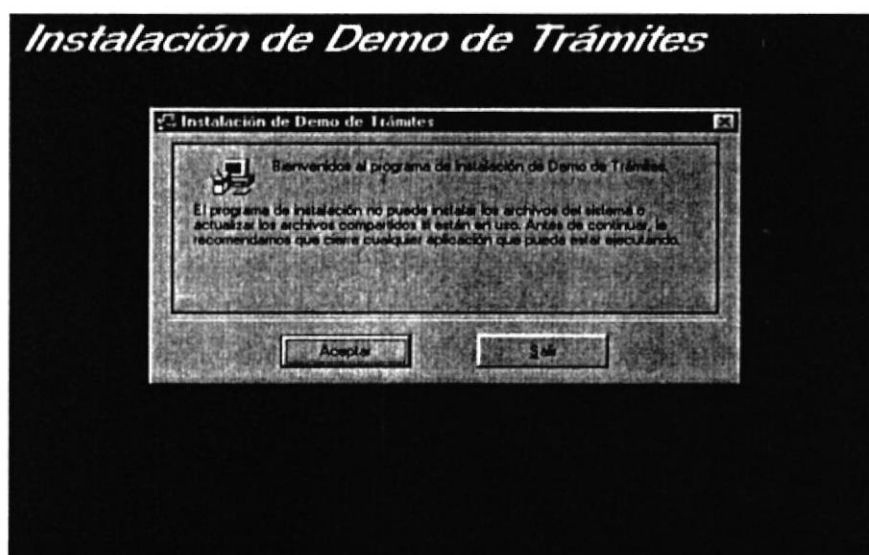 Instalación de Demo de Trámites
Instalación de Demo de Trámites
Bienvenidos al programa de instalación de Demo de Trámites.
El programa de instalación no puede instalar los archivos del sistema o
actualizar los archivos compartidos si están en uso. Antes de continuar, le
recomendamos que cierre cualquier aplicación que pueda estar ejecutando.
Aceptar
Salir